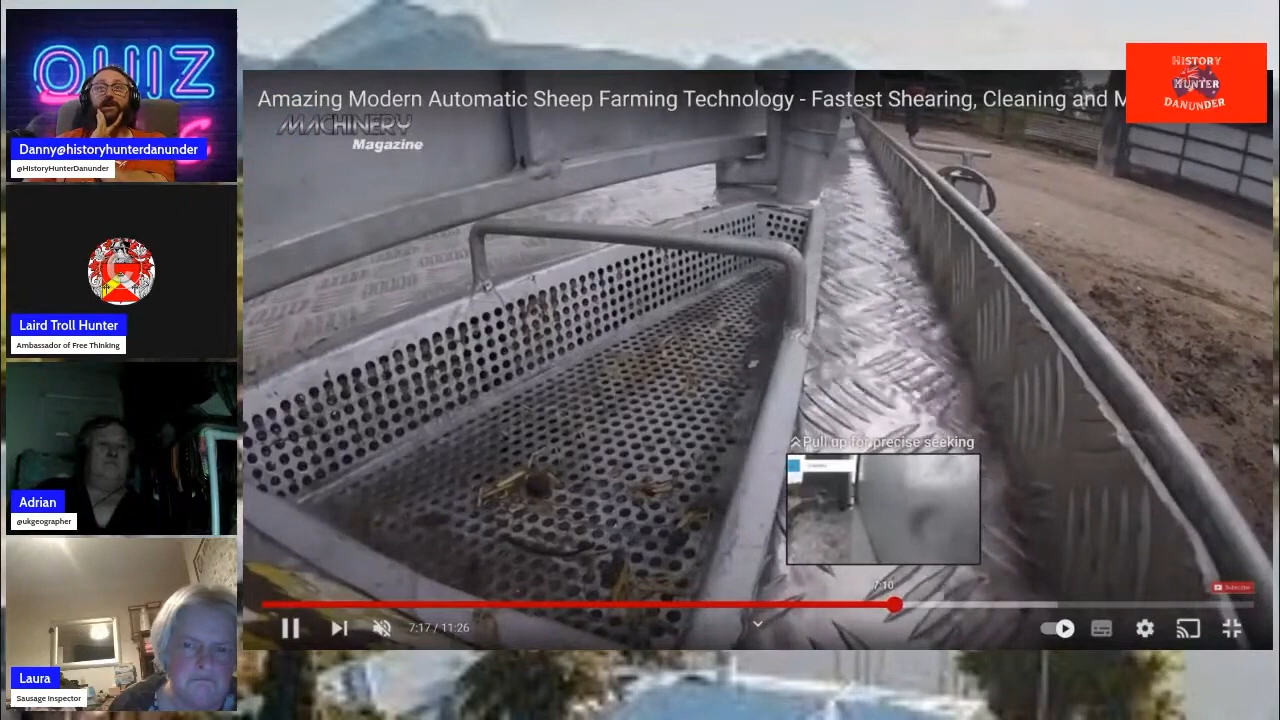 QUIZ
Danny@historyhunterdanunder
@HistoryHunterDanunder
Laird Troll Hunter
Ambassador of Free Thinking
Adrian
@ukgeographer
Laura
Sausage Inspector
Amazing Modern Automatic Sheep Farming Technology - Fastest Shearing, Cleaning and M
MACHINERY
Magazine
HISTORY
HUNTER
DANUNDER
Pull up for precise seeking
7:10
Subscribe
7:17 / 11:26